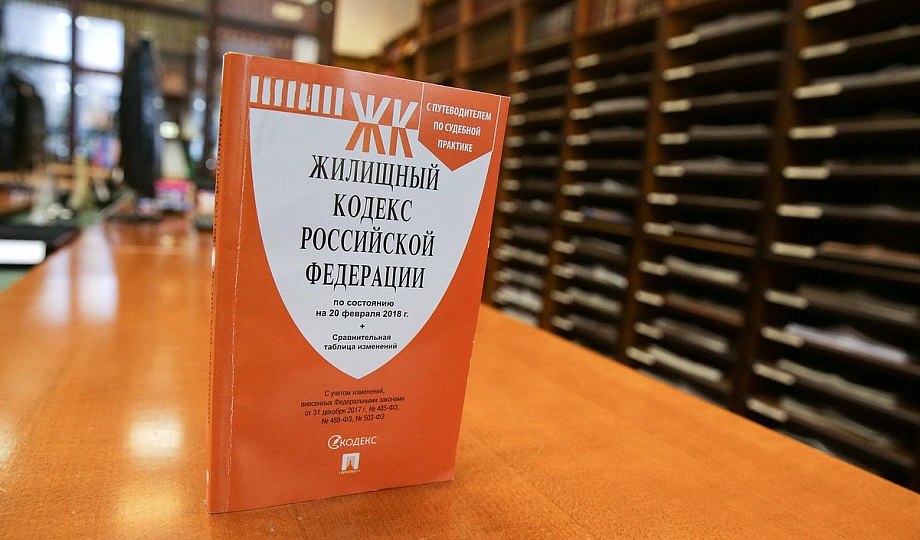 ЖК
С ПУТЕВОДИТЕЛЕМ
ПО СУДЕБНОЙ
ПРАКТИКЕ
ЖИЛИЩНЫЙ
КОДЕКС
РОССИЙСКОЙ
ФЕДЕРАЦИИ
по состоянию
на 20 февраля 2018 г.
+
Сравнительная
таблица изменений
С учетом изменений,
внесенных Федеральными законами
от 31 декабря 2017 г. № 485-ФЗ,
№ 488-ФЗ, № 503-ФЗ
КОДЕКС